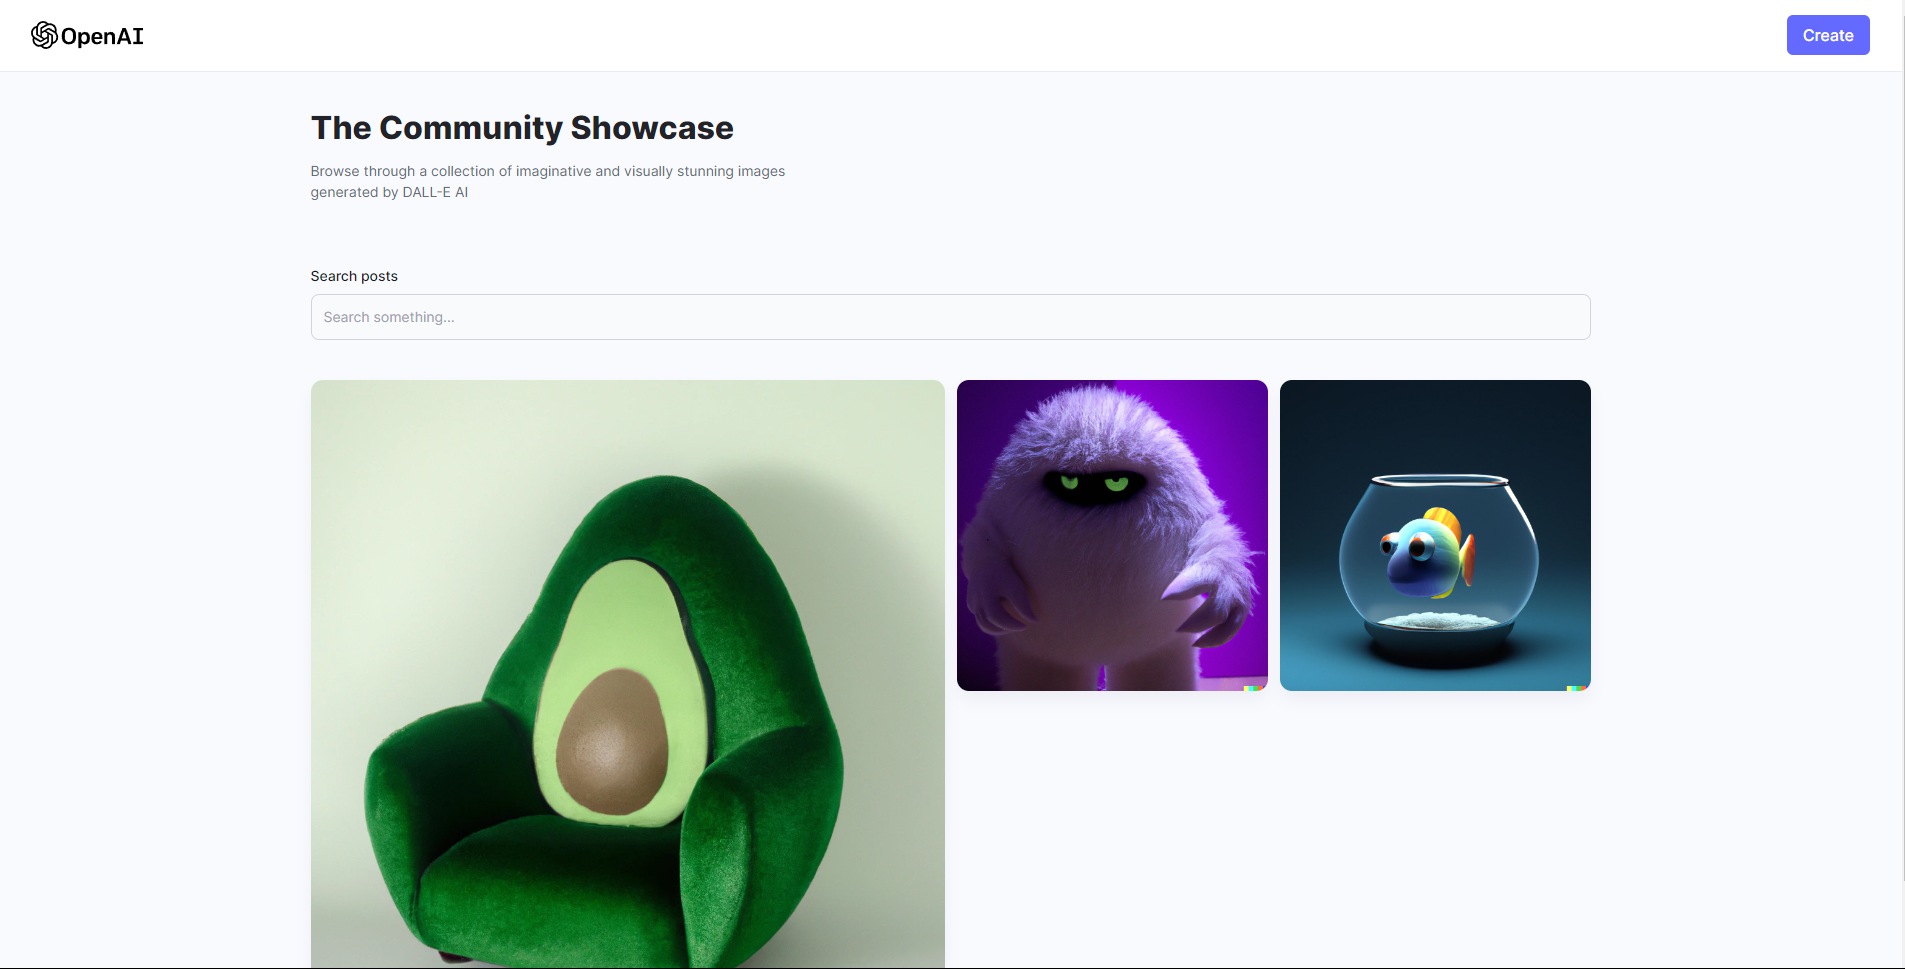 OpenAI
Create
The Community Showcase
Browse through a collection of imaginative and visually stunning images
generated by DALL-E AI
Search posts
Search something...